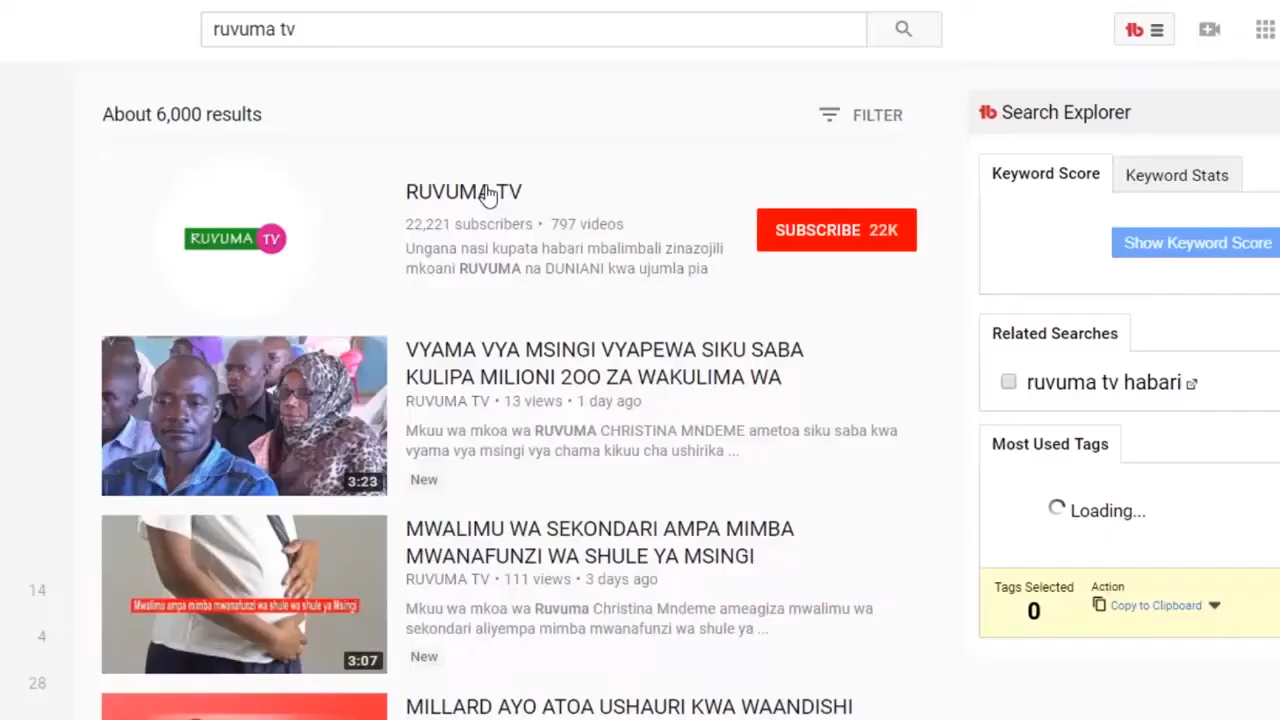 ruvuma tv
About 6,000 results
FILTER
RUVUMA TV
RUVUMA TV
22,221 subscribers • 797 videos
Ungana nasi kupata habari mbalimbali zinazojili
mkoani RUVUMA na DUNIANI kwa ujumla pia
SUBSCRIBE 22K
VYAMA VYA MSINGI VYAPEWA SIKU SABA
KULIPA MILIONI 2OO ZA WAKULIMA WA
RUVUMA TV • 13 views • 1 day ago
Mkuu wa mkoa wa RUVUMA CHRISTINA MNDEME ametoa siku saba kwa
vyama vya msingi vya chama kikuu cha ushirika ...
New
3:23
MWALIMU WA SEKONDARI AMPA MIMBA
MWANAFUNZI WA SHULE YA MSINGI
RUVUMA TV • 111 views • 3 days ago
Mkuu wa mkoa wa Ruvuma Christina Mndeme ameagiza mwalimu wa
sekondari aliyempa mimba mwanafunzi wa shule ya ...
New
Mwalimu ampa mimba mwanafunzi wa shule wa shule ya Msingi
3:07
MILLARD AYO ATOA USHAURI KWA WAANDISHI
14
4
28
tb
tb Search Explorer
Keyword Score
Keyword Stats
Show Keyword Score
Related Searches
ruvuma tv habari
Most Used Tags
Loading...
Tags Selected
0
Action
Copy to Clipboard